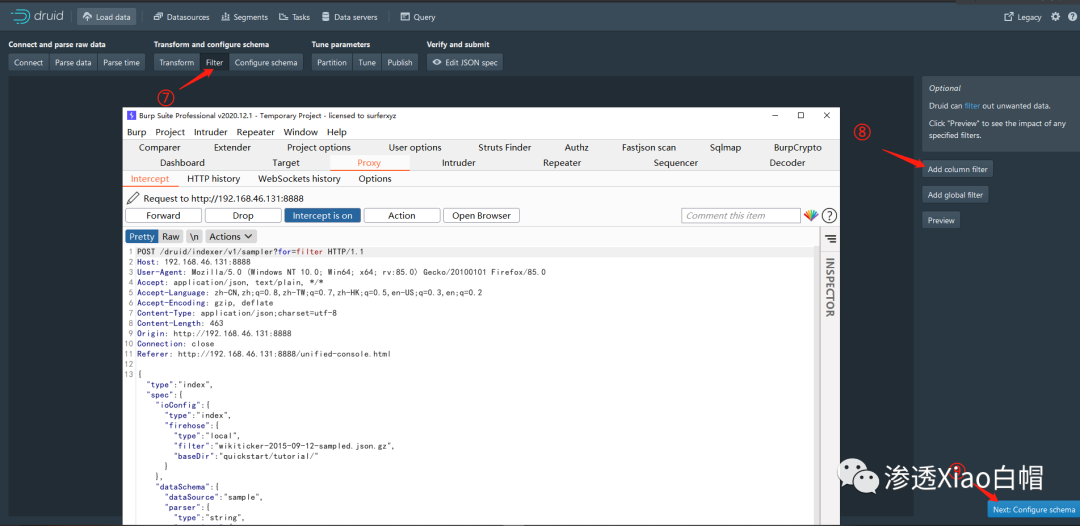 druid Load data Datasources Segments Tasks Data servers Query Legacy
Connect and parse raw data Transform and configure schema Tune parameters Verify and submit
Connect Parse data Parse time Transform Filter Configure schema Partition Tune Publish Edit JSON spec
⑦
Optional
Druid can filter out unwanted data.
Click "Preview" to see the impact of any
specified filters.
⑧
Add column filter
Add global filter
Preview
Burp Suite Professional v2020.12.1 - Temporary Project - licensed to surferxyz
Burp Project Intruder Repeater Window Help
Comparer Extender Project options User options Struts Finder Authz Fastjson scan Sqlmap BurpCrypto
Dashboard Target Proxy Intruder Repeater Sequencer Decoder
Intercept HTTP history WebSockets history Options
Request to http://192.168.46.131:8888
Forward Drop Intercept is on Action Open Browser Comment this item ?
Pretty Raw \n Actions
INSPECTOR
1 POST /druid/indexer/v1/sampler?for=filter HTTP/1.1
2 Host: 192.168.46.131:8888
3 User-Agent: Mozilla/5.0 (Windows NT 10.0; Win64; x64; rv:85.0) Gecko/20100101 Firefox/85.0
4 Accept: application/json, text/plain, */*
5 Accept-Language: zh-CN,zh;q=0.8,zh-TW;q=0.7,zh-HK;q=0.5,en-US;q=0.3,en;q=0.2
6 Accept-Encoding: gzip, deflate
7 Content-Type: application/json;charset=utf-8
8 Content-Length: 463
9 Origin: http://192.168.46.131:8888
10 Connection: close
11 Referer: http://192.168.46.131:8888/unified-console.html
12
13 {
"type":"index",
"spec":{
"ioConfig":{
"type":"index",
"firehose":{
"type":"local",
"filter":"wikiticker-2015-09-12-sampled.json.gz",
"baseDir":"quickstart/tutorial/"
}
},
"dataSchema":{
"dataSource":"sample",
"parser":{
"type":"string",
渗透Xiao白帽
Next: Configure schema